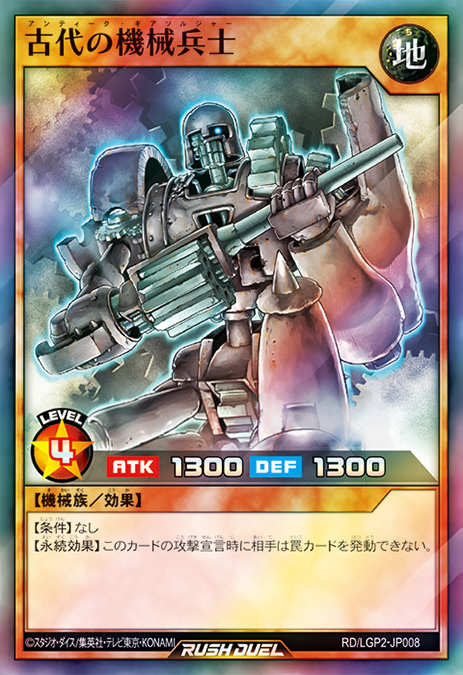 アンティーク・ギアソルジャー
古代の機械兵士
地
LEVEL
4
ATK 1300 DEF 1300
【機械族／効果】
【条件】なし
【永続効果】このカードの攻撃宣言時に相手は罠カードを発動できない。
©スタジオ・ダイス/集英社・テレビ東京・KONAMI
RUSH DUEL
RD/LGP2-JP008